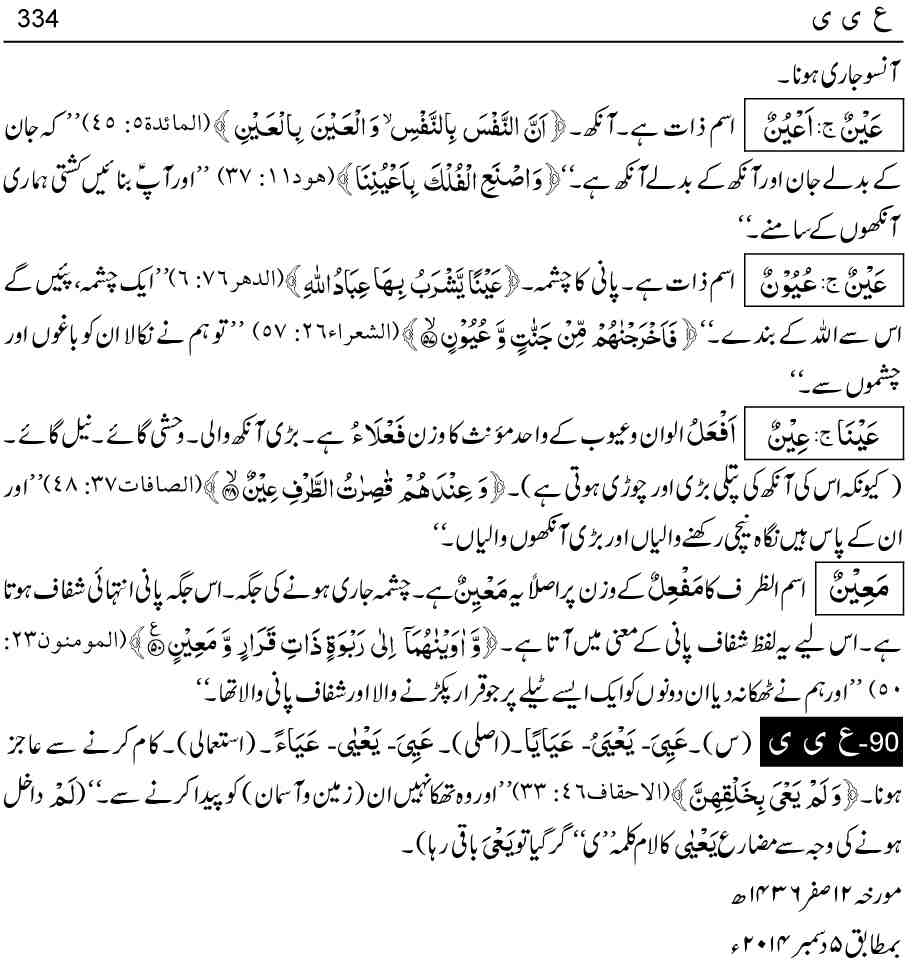 ع ی ی 334
آنسو جاری ہونا۔
عَیْنٌ ج: اَعْیُنٌ اسم ذات ہے۔ آنکھ۔ ﴿اَنَّ النَّفْسَ بِالنَّفْسِ ۙ وَالْعَیْنَ بِالْعَیْنِ﴾ (المائدۃ۵: ۴۵) ’’کہ جان
کے بدلے جان اور آنکھ کے بدلے آنکھ ہے۔‘‘ ﴿وَاصْنَعِ الْفُلْكَ بِاَعْیُنِنَا﴾ (ھود۱۱: ۳۷) ’’اور آپؑ بنائیں کشتی ہماری
آنکھوں کے سامنے۔‘‘
عَیْنٌ ج: عُیُوْنٌ اسم ذات ہے۔ پانی کا چشمہ۔ ﴿عَیْنًا یَّشْرَبُ بِهَا عِبَادُ اللّٰهِ﴾ (الدھر۷۶: ۶) ’’ایک چشمہ، پئیں گے
اس سے اللہ کے بندے۔‘‘ ﴿فَاَخْرَجْنٰهُمْ مِّنْ جَنّٰتٍ وَّ عُیُوْنٍ ۙ۵۷﴾ (الشعراء۲۶: ۵۷) ’’تو ہم نے نکالا ان کو باغوں اور
چشموں سے۔‘‘
عَیْنَا ج: عِیْنٌ اَفْعَلُ الوان و عیوب کے واحد مؤنث کا وزن فَعْلَاءُ ہے۔ بڑی آنکھ والی۔ وحشی گائے۔ نیل گائے۔
(کیونکہ اس کی آنکھ کی پتلی بڑی اور چوڑی ہوتی ہے)۔ ﴿وَ عِنْدَهُمْ قٰصِرٰتُ الطَّرْفِ عِیْنٌ ۙ۴۸﴾ (الصافات۳۷: ۴۸) ’’اور
ان کے پاس ہیں نگاہ نیچی رکھنے والیاں اور بڑی آنکھوں والیاں۔‘‘
مَعِیْنٌ اسم الظرف کا مَفْعِلٌ کے وزن پر اصلاً یہ مَعْیِنٌ ہے۔ چشمہ جاری ہونے کی جگہ۔ اس جگہ پانی انتہائی شفاف ہوتا
ہے۔ اس لیے یہ لفظ شفاف پانی کے معنی میں آتا ہے۔ ﴿وَّ اٰوَیْنٰهُمَاۤ اِلٰی رَبْوَةٍ ذَاتِ قَرَارٍ وَّ مَعِیْنٍ ۵۰ع﴾ (المومنون۲۳:
۵۰) ’’اور ہم نے ٹھکانہ دیا ان دونوں کو ایک ایسے ٹیلے پر جو قرار پکڑنے والا اور شفاف پانی والا تھا۔‘‘
90-ع ی ی (س)۔ عَیِیَ- یَعْیَیُ- عَیَایًا۔ (اصلی)۔ عَیِیَ- یَعْیٰی- عَیَاءً۔ (استعمالی)۔ کام کرنے سے عاجز
ہونا۔ ﴿وَلَمْ یَعْیَ بِخَلْقِهِنَّ﴾ (الاحقاف۴۶: ۳۳) ’’اور وہ تھکا نہیں ان (زمین و آسمان) کو پیدا کرنے سے۔‘‘ (لَمْ داخل
ہونے کی وجہ سے مضارع یَعْیٰی کا لام کلمہ ’’ی‘‘ گر گیا تو یَعْیَ باقی رہا)۔
مورخہ ۱۲ صفر ۱۴۳۶ھ
بمطابق ۵ دسمبر ۲۰۱۴ء